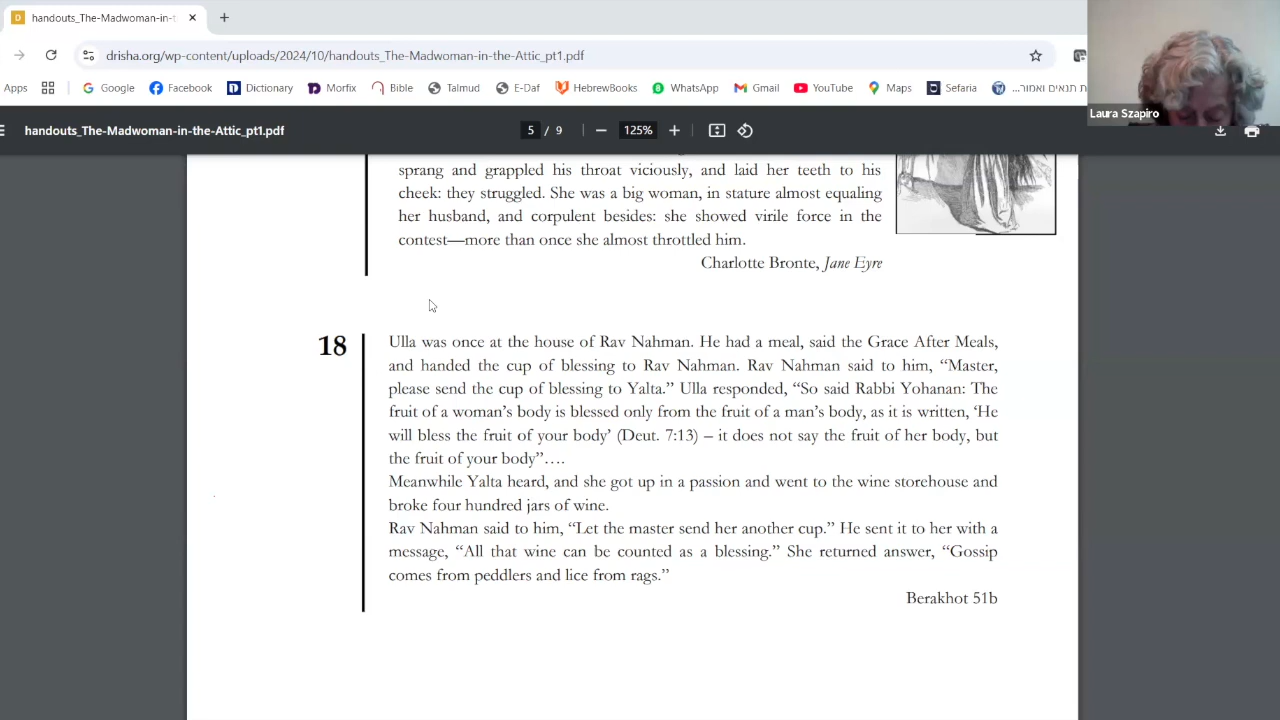 handouts_The-Madwoman-in-t
drisha.org/wp-content/uploads/2024/10/handouts_The-Madwoman-in-the-Attic_pt1.pdf
Apps Google Facebook Dictionary Morfix Bible Talmud E-Daf HebrewBooks WhatsApp Gmail YouTube Maps Sefaria ת תנאים ואמור...
Laura Szapiro
handouts_The-Madwoman-in-the-Attic_pt1.pdf 5 / 9 125%
sprang and grappled his throat viciously, and laid her teeth to his
cheek: they struggled. She was a big woman, in stature almost equaling
her husband, and corpulent besides: she showed virile force in the
contest—more than once she almost throttled him.
Charlotte Bronte, Jane Eyre
18
Ulla was once at the house of Rav Nahman. He had a meal, said the Grace After Meals,
and handed the cup of blessing to Rav Nahman. Rav Nahman said to him, “Master,
please send the cup of blessing to Yalta.” Ulla responded, “So said Rabbi Yohanan: The
fruit of a woman’s body is blessed only from the fruit of a man’s body, as it is written, ‘He
will bless the fruit of your body’ (Deut. 7:13) – it does not say the fruit of her body, but
the fruit of your body”….
Meanwhile Yalta heard, and she got up in a passion and went to the wine storehouse and
broke four hundred jars of wine.
Rav Nahman said to him, “Let the master send her another cup.” He sent it to her with a
message, “All that wine can be counted as a blessing.” She returned answer, “Gossip
comes from peddlers and lice from rags.”
Berakhot 51b